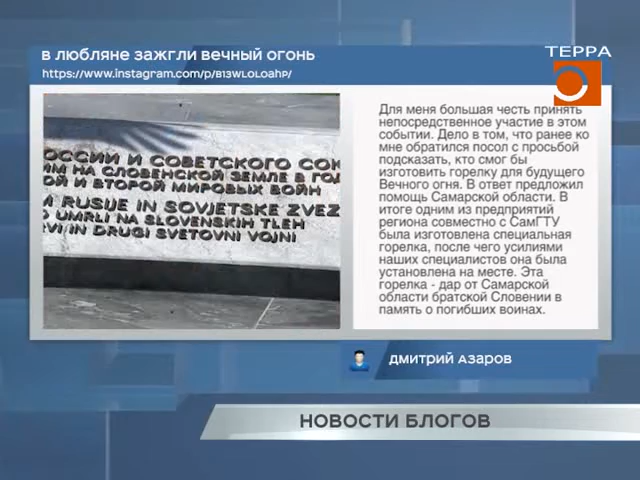 В ЛЮБЛЯНЕ ЗАЖГЛИ ВЕЧНЫЙ ОГОНЬ
https://www.instagram.com/p/B13WLOLOAHP/
ТЕРРА
ОССИИ И СОВЕТСКОГО СОЮ
ИМ НА СЛОВЕНСКОЙ ЗЕМЛЕ В ГОД
ОЙ И ВТОРОЙ МИРОВЫХ ВОЙН
M RUSIJE IN SOVJETSKE ZVEZ
O UMRLI NA SLOVENSKIH TLEH
RVI IN DRUGI SVETOVNI VOJNI
Для меня большая честь принять
непосредственное участие в этом
событии. Дело в том, что ранее ко
мне обратился посол с просьбой
подсказать, кто смог бы
изготовить горелку для будущего
Вечного огня. В ответ предложил
помощь Самарской области. В
итоге одним из предприятий
региона совместно с СамГТУ
была изготовлена специальная
горелка, после чего усилиями
наших специалистов она была
установлена на месте. Эта
горелка - дар от Самарской
области братской Словении в
память о погибших воинах.
ДМИТРИЙ АЗАРОВ
НОВОСТИ БЛОГОВ